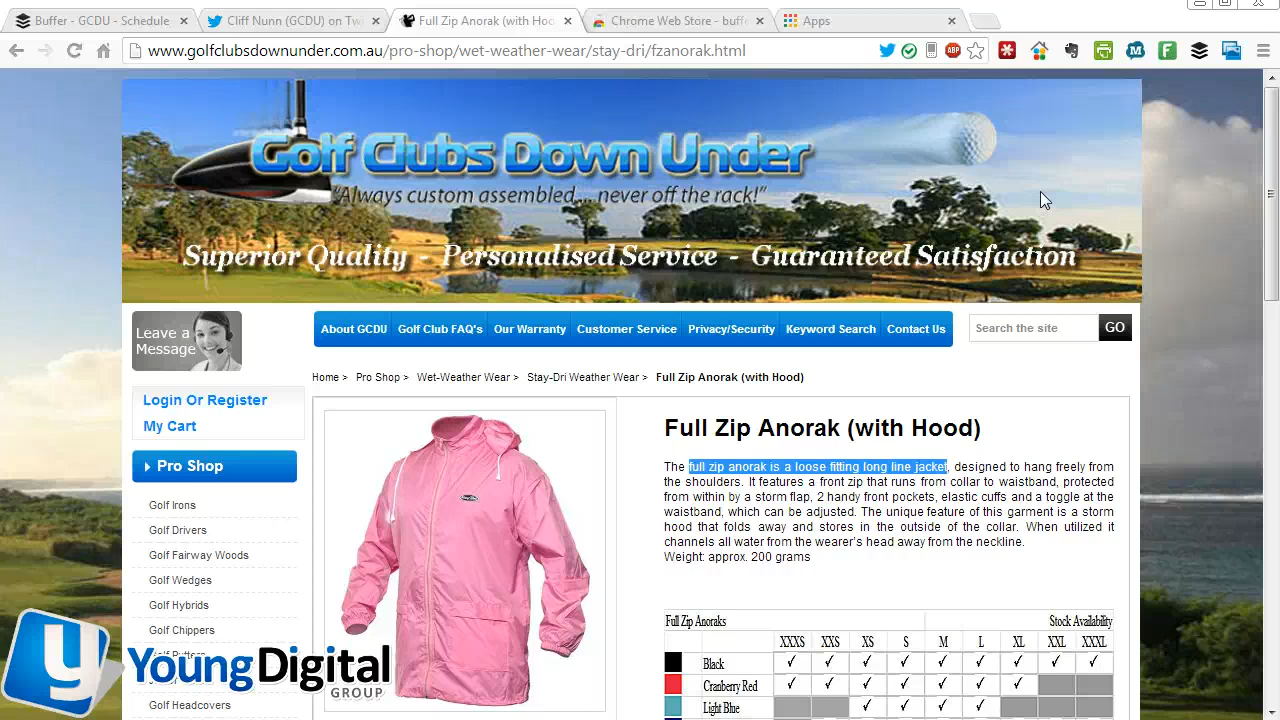 Buffer - GCDU - Schedule
Cliff Nunn (GCDU) on Tw
Full Zip Anorak (with Hoo
Chrome Web Store - buffe
Apps
www.golfclubsdownunder.com.au/pro-shop/wet-weather-wear/stay-dri/fzanorak.html
ABP
M
F
Golf Clubs Down Under
"Always custom assembled.... never off the rack!"
Superior Quality - Personalised Service - Guaranteed Satisfaction
Leave a
Message
About GCDU Golf Club FAQ's Our Warranty Customer Service Privacy/Security Keyword Search Contact Us
Search the site GO
Home > Pro Shop > Wet-Weather Wear > Stay-Dri Weather Wear > Full Zip Anorak (with Hood)
Login Or Register
My Cart
Pro Shop
Golf Irons
Golf Drivers
Golf Fairway Woods
Golf Wedges
Golf Hybrids
Golf Chippers
Golf Headcovers
Full Zip Anorak (with Hood)
The full zip anorak is a loose fitting long line jacket, designed to hang freely from
the shoulders. It features a front zip that runs from collar to waistband, protected
from within by a storm flap, 2 handy front pockets, elastic cuffs and a toggle at the
waistband, which can be adjusted. The unique feature of this garment is a storm
hood that folds away and stores in the outside of the collar. When utilized it
channels all water from the wearer's head away from the neckline.
Weight: approx. 200 grams
Full Zip Anoraks Stock Availability
XXXS XXS XS S M L XL XXL XXXL
Black ✓ ✓ ✓ ✓ ✓ ✓ ✓ ✓ ✓
Cranberry Red ✓ ✓ ✓ ✓ ✓ ✓ ✓
Light Blue ✓ ✓ ✓ ✓
y
YoungDigital
GROUP